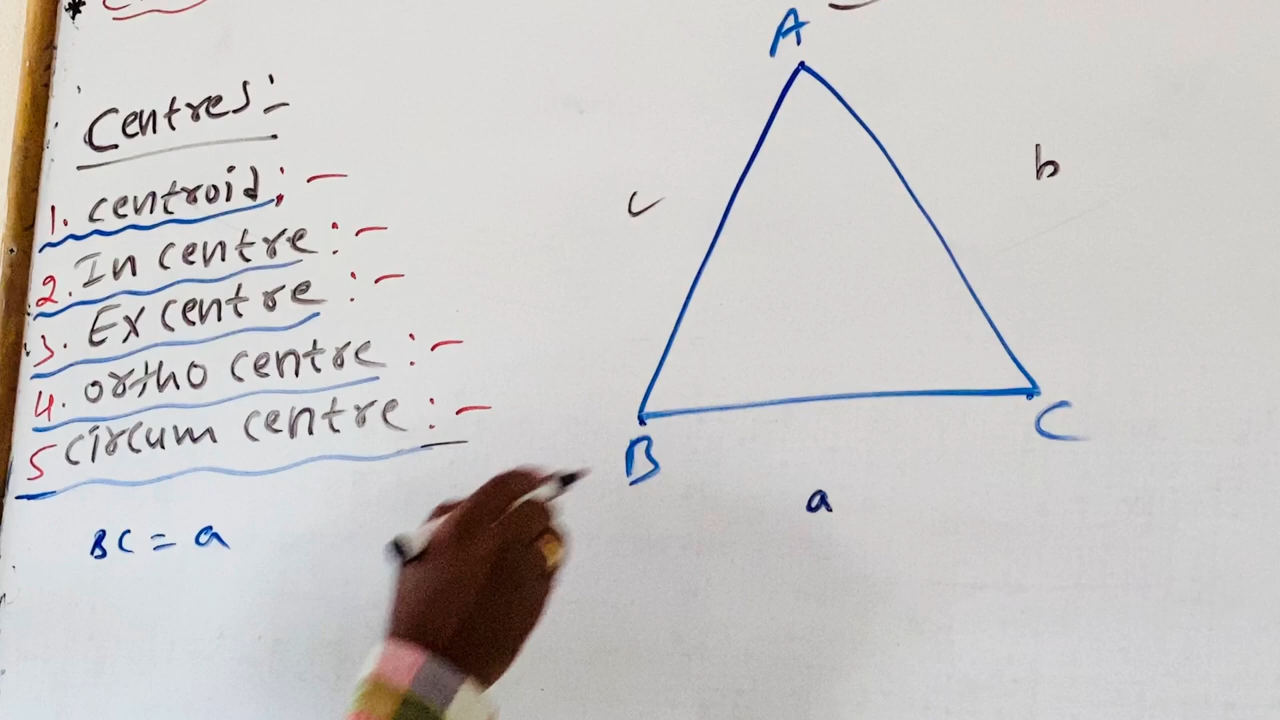 Centres:-
1. centroid:-
2. In centre:-
3. Ex centre:-
4. ortho centre:-
5 circum centre:-
BC = a
A
c
b
B
C
a